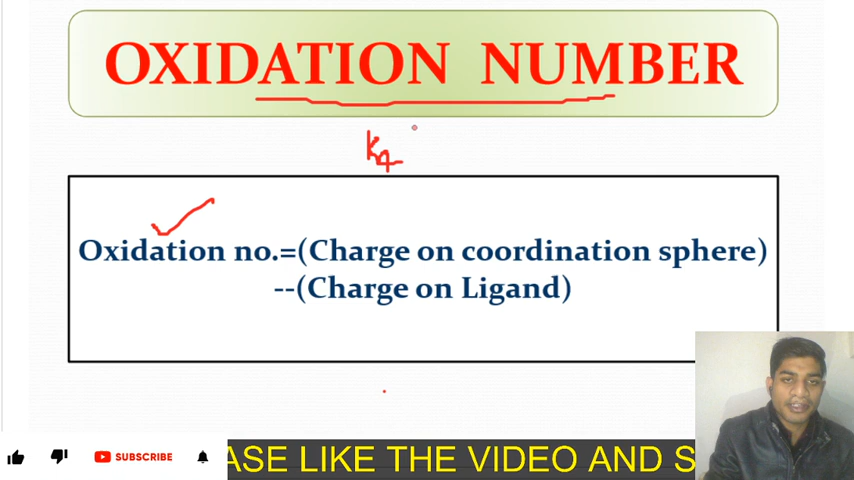 OXIDATION NUMBER
K4
Oxidation no.=(Charge on coordination sphere)
--(Charge on Ligand)
SUBSCRIBE
ASE LIKE THE VIDEO AND S